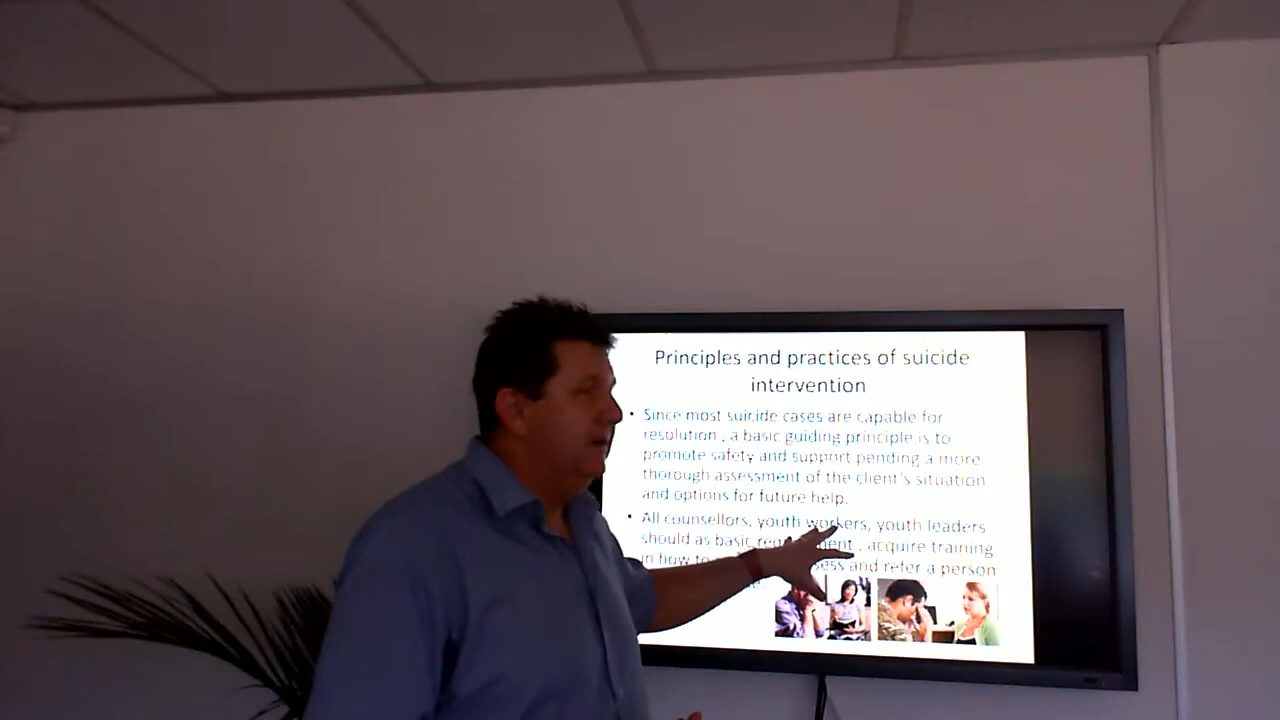 Principles and practices of suicide
intervention
• Since most suicide cases are capable for
resolution , a basic guiding principle is to
promote safety and support pending a more
thorough assessment of the client's situation
and options for future help.
• All counsellors, youth workers, youth leaders
should as basic , acquire training
in how to and refer a person